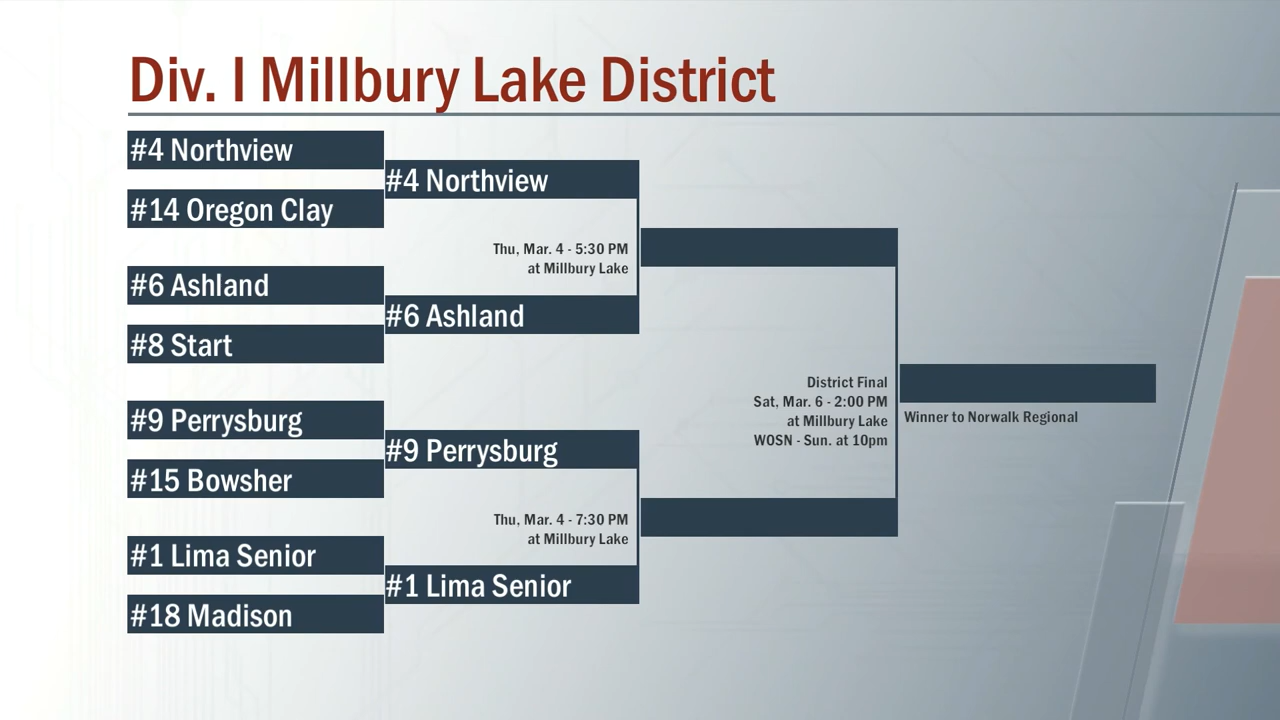 Div. I Millbury Lake District
#4 Northview
#14 Oregon Clay
#6 Ashland
#8 Start
#9 Perrysburg
#15 Bowsher
#1 Lima Senior
#18 Madison
#4 Northview
Thu, Mar. 4 - 5:30 PM
at Millbury Lake
#6 Ashland
#9 Perrysburg
Thu, Mar. 4 - 7:30 PM
at Millbury Lake
#1 Lima Senior
District Final
Sat, Mar. 6 - 2:00 PM
at Millbury Lake
WOSN - Sun. at 10pm
Winner to Norwalk Regional